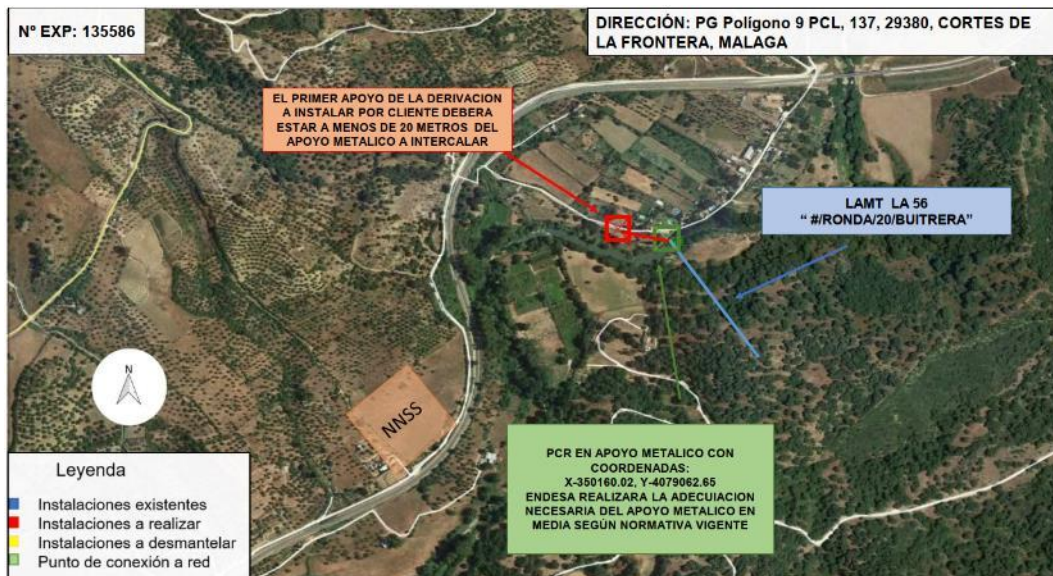 Nº EXP: 135586
DIRECCIÓN: PG Polígono 9 PCL, 137, 29380, CORTES DE
LA FRONTERA, MALAGA
EL PRIMER APOYO DE LA DERIVACION
A INSTALAR POR CLIENTE DEBERA
ESTAR A MENOS DE 20 METROS DEL
APOYO METALICO A INTERCALAR
LAMT LA 56
“ #/RONDA/20/BUITRERA”
N
NNSS
PCR EN APOYO METALICO CON
COORDENADAS:
X-350160.02, Y-4079062.65
ENDESA REALIZARA LA ADECUIACION
NECESARIA DEL APOYO METALICO EN
MEDIA SEGÚN NORMATIVA VIGENTE
Leyenda
Instalaciones existentes
Instalaciones a realizar
Instalaciones a desmantelar
Punto de conexión a red